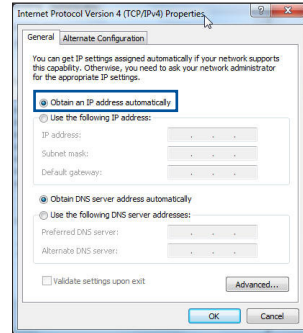 Internet Protocol Version 4 (TCP/IPv4) Properties
General
Alternate Configuration
You can get IP settings assigned automatically if your network supports
this capability. Otherwise, you need to ask your network administrator
for the appropriate IP settings.
Obtain an IP address automatically
Use the following IP address:
IP address:
Subnet mask:
Default gateway:
Obtain DNS server address automatically
Use the following DNS server addresses:
Preferred DNS server:
Alternate DNS server:
Validate settings upon exit
Advanced...
OK
Cancel